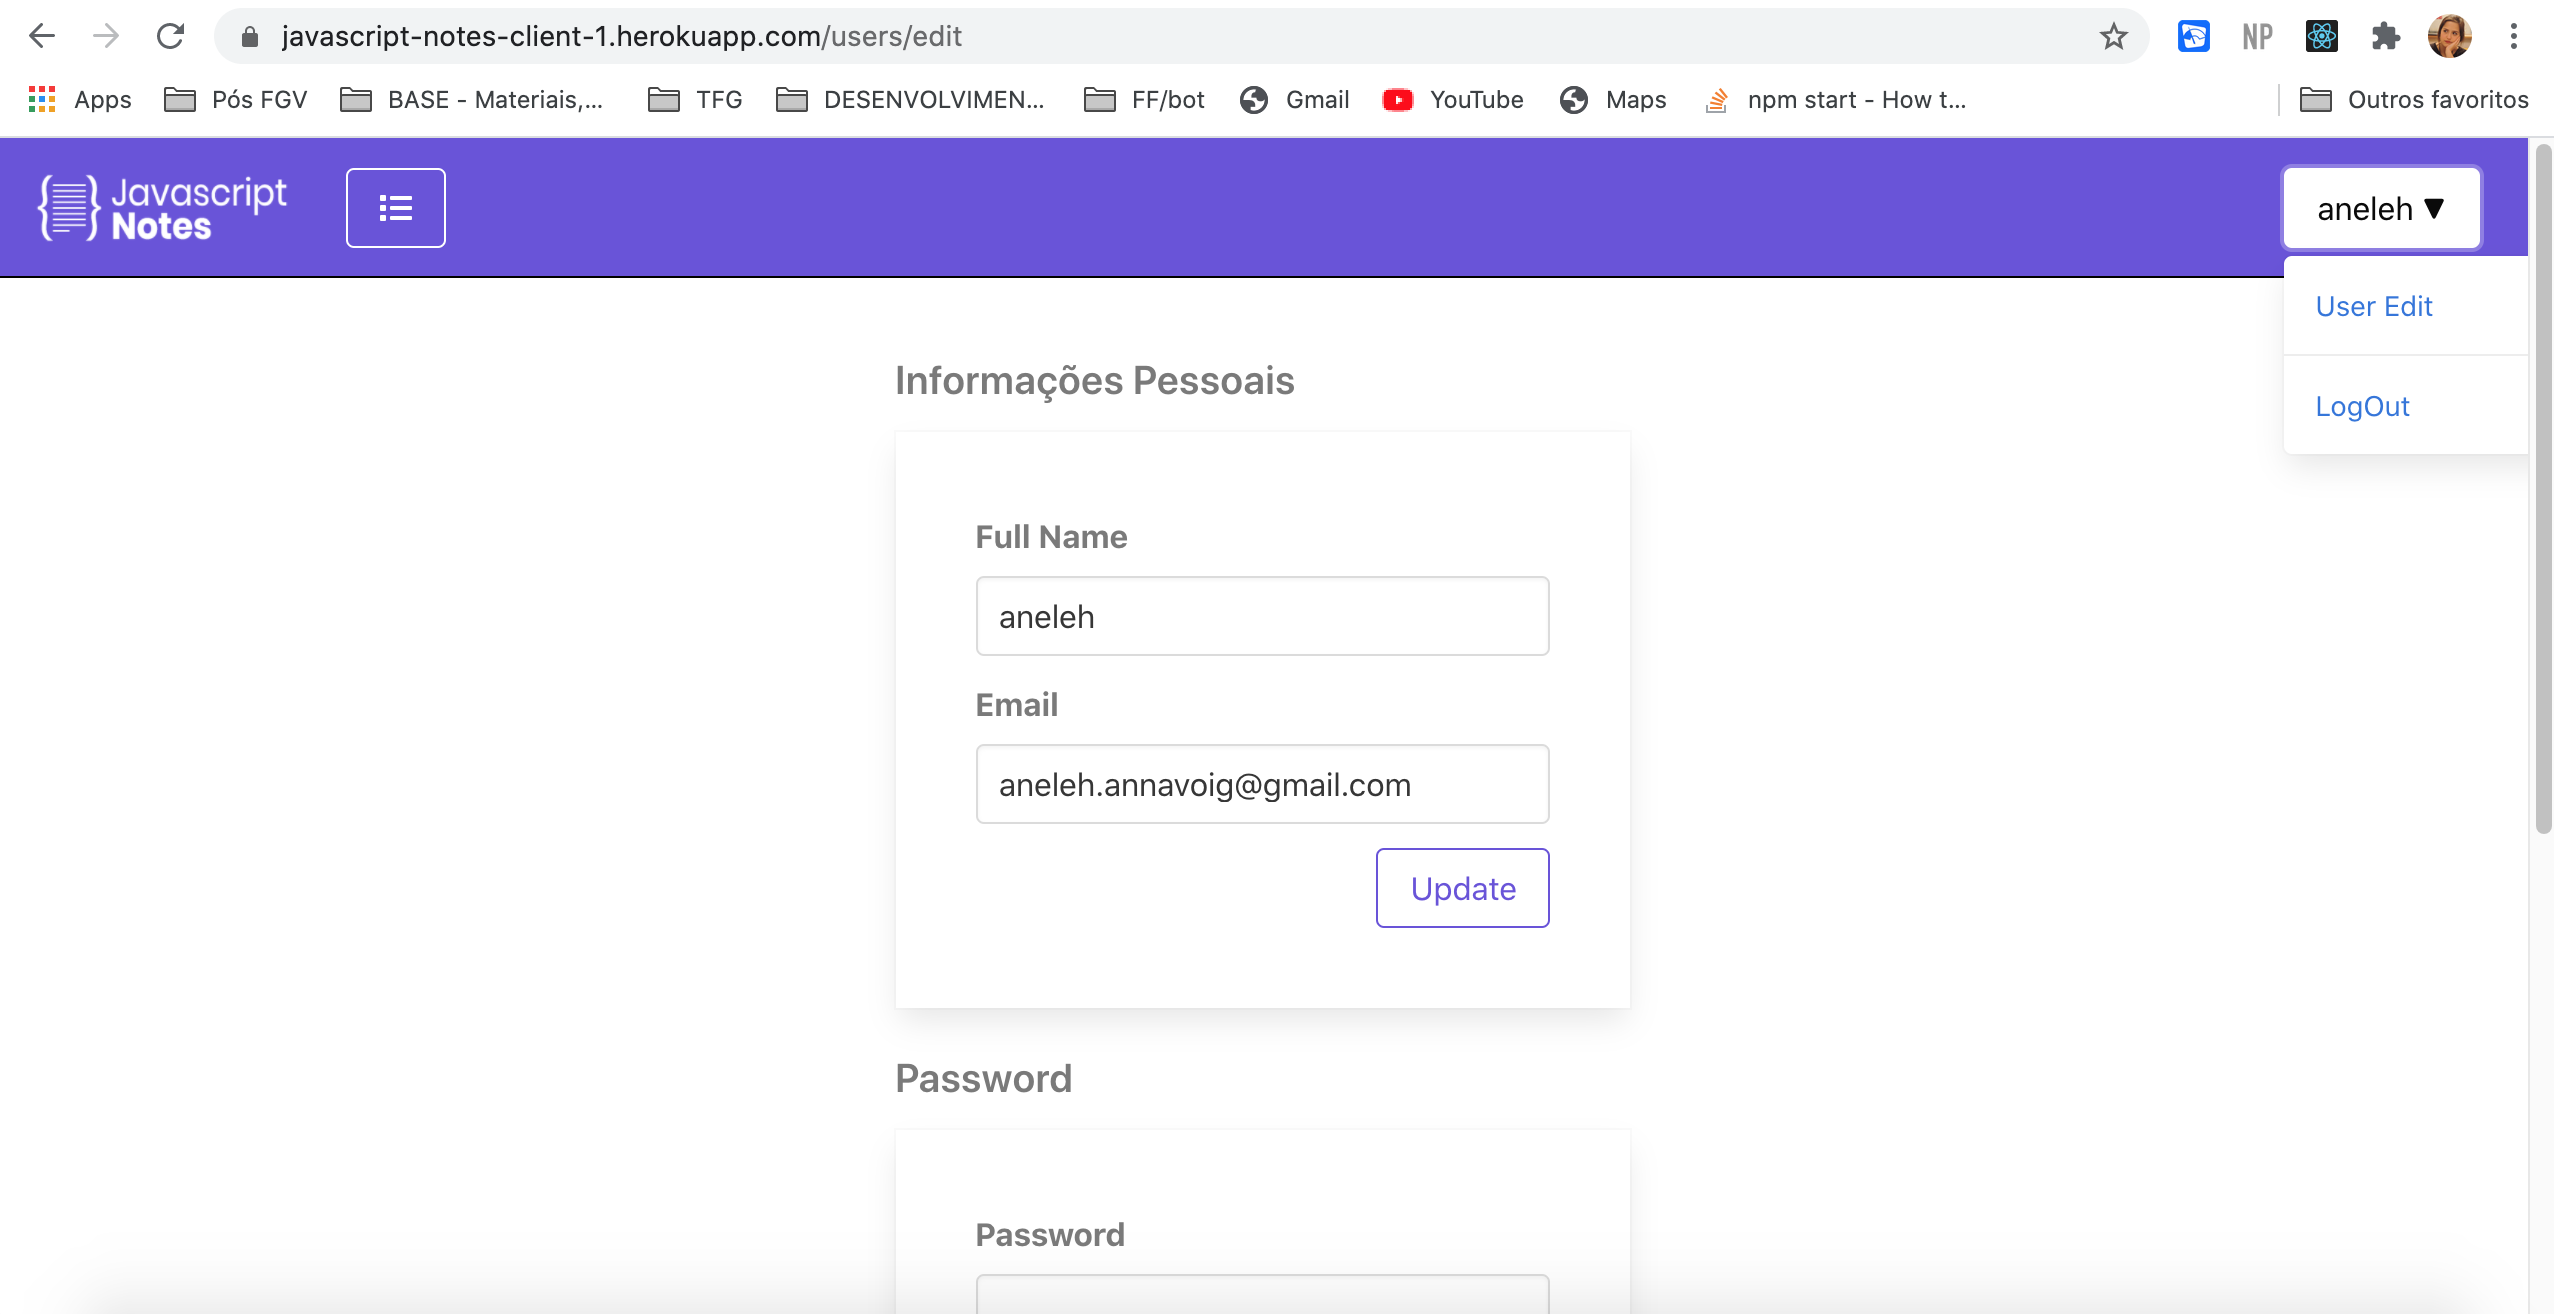 javascript-notes-client-1.herokuapp.com/users/edit
NP
Apps Pós FGV BASE - Materiais,... TFG DESENVOLVIMEN... FF/bot Gmail YouTube Maps npm start - How t... Outros favoritos
Javascript
Notes
aneleh ▼
User Edit
LogOut
Informações Pessoais
Full Name
aneleh
Email
aneleh.annavoig@gmail.com
Update
Password
Password